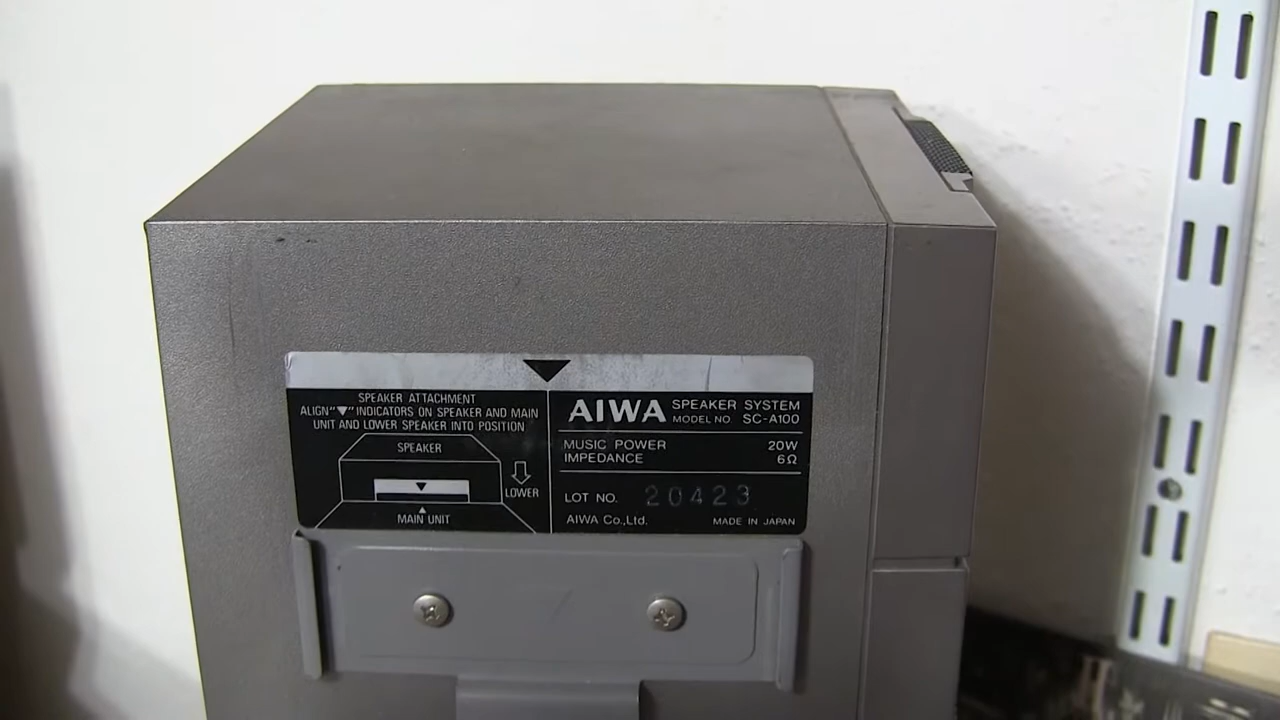 SPEAKER ATTACHMENT
ALIGN"▼"INDICATORS ON SPEAKER AND MAIN
UNIT AND LOWER SPEAKER INTO POSITION
SPEAKER
LOWER
MAIN UNIT
AIWA SPEAKER SYSTEM
MODEL NO. SC-A100
MUSIC POWER 20W
IMPEDANCE 6Ω
LOT NO. 20423
AIWA Co.,Ltd. MADE IN JAPAN